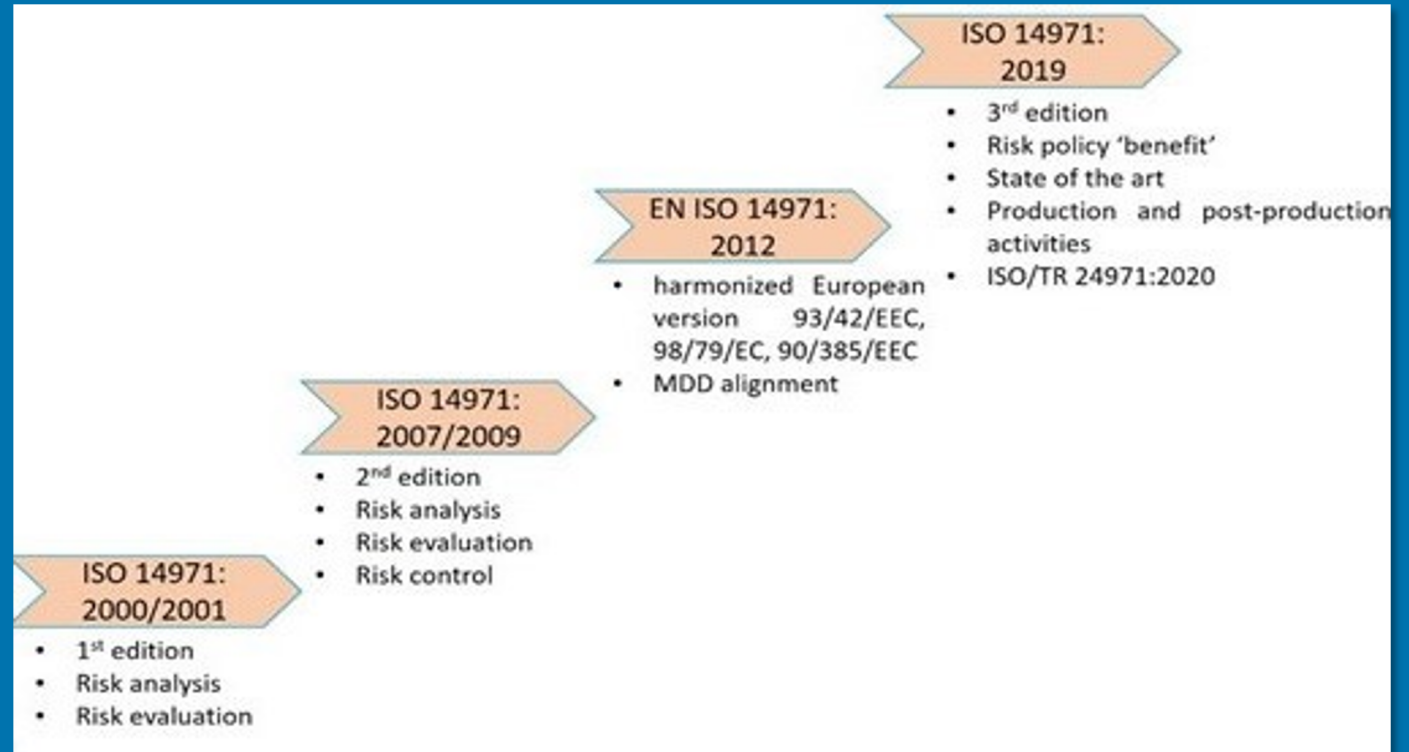 ISO 14971:
2019
• 3rd edition
• Risk policy ‘benefit’
• State of the art
• Production and post-production
activities
• ISO/TR 24971:2020
EN ISO 14971:
2012
• harmonized European
version 93/42/EEC,
98/79/EC, 90/385/EEC
• MDD alignment
ISO 14971:
2007/2009
• 2nd edition
• Risk analysis
• Risk evaluation
• Risk control
ISO 14971:
2000/2001
• 1st edition
• Risk analysis
• Risk evaluation